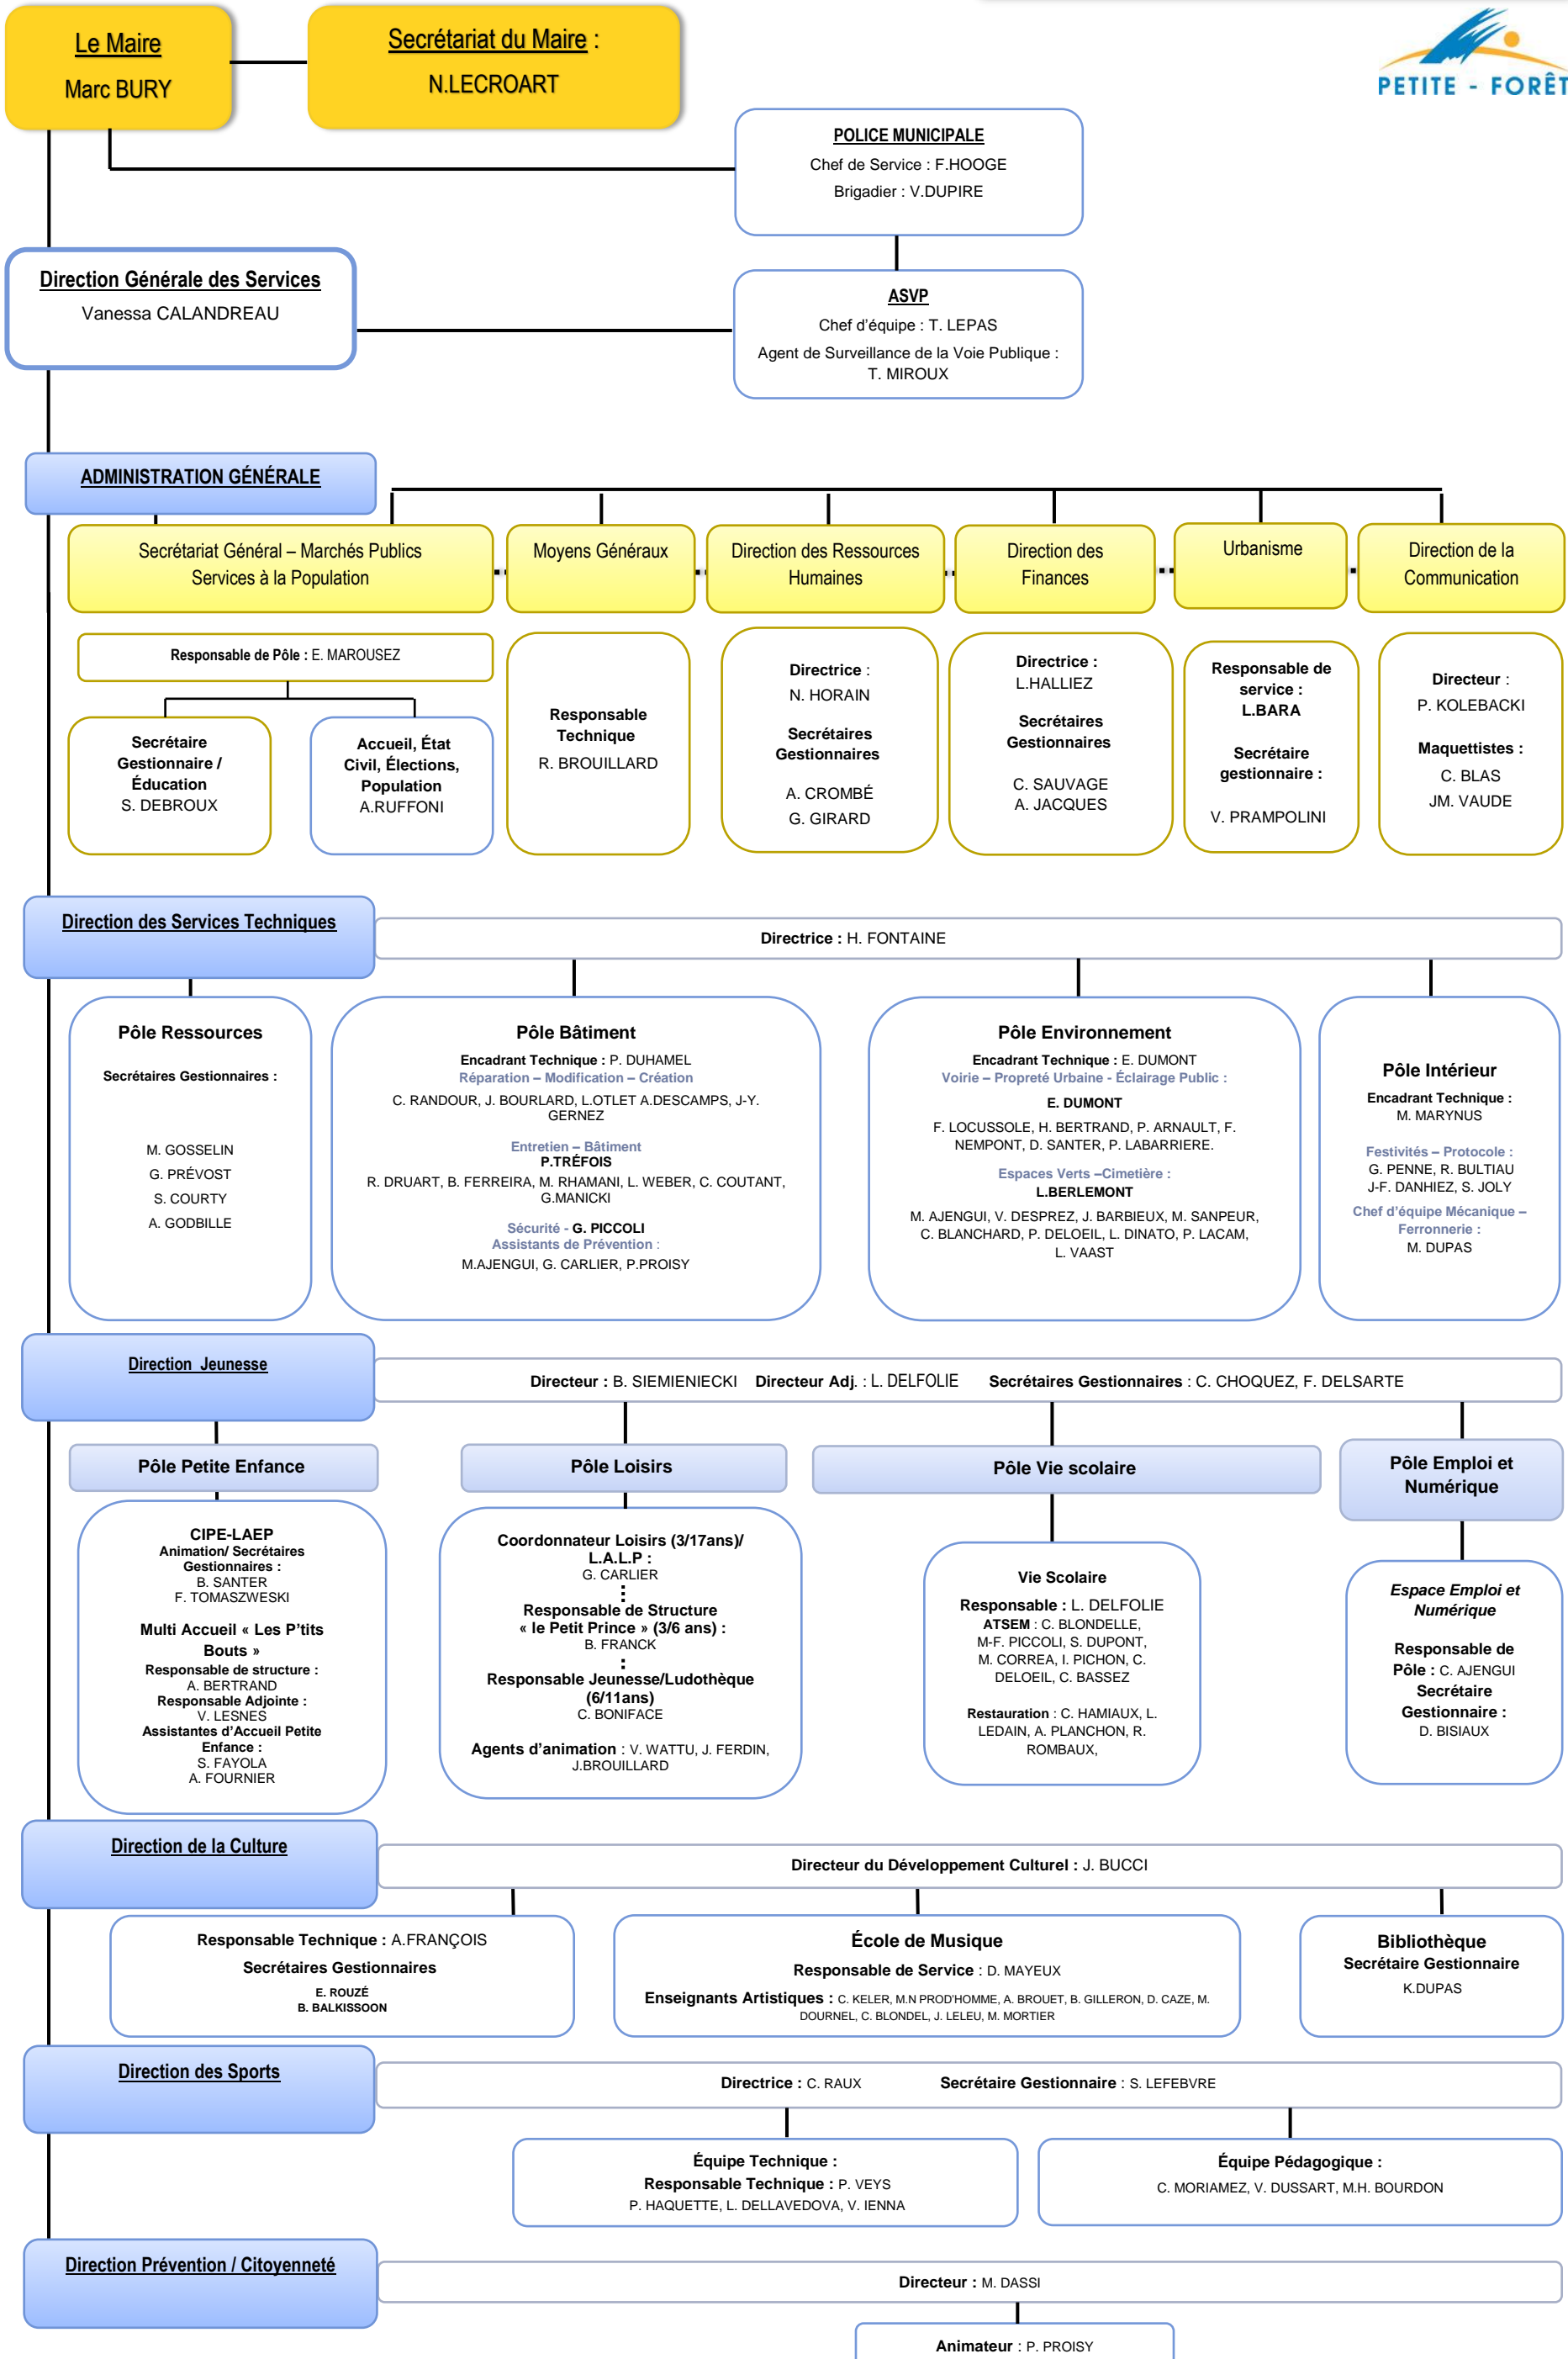 Le Maire
Marc BURY
Secrétariat du Maire :
N.LECROART
PETITE - FORÊT
POLICE MUNICIPALE
Chef de Service : F.HOOGE
Brigadier : V.DUPIRE
Direction Générale des Services
Vanessa CALANDREAU
ASVP
Chef d'équipe : T. LEPAS
Agent de Surveillance de la Voie Publique :
T. MIROUX
ADMINISTRATION GÉNÉRALE
Secrétariat Général – Marchés Publics
Services à la Population
Moyens Généraux
Direction des Ressources
Humaines
Direction des
Finances
Urbanisme
Direction de la
Communication
Responsable de Pôle : E. MAROUSEZ
Secrétaire
Gestionnaire /
Éducation
S. DEBROUX
Accueil, État
Civil, Élections,
Population
A.RUFFONI
Responsable
Technique
R. BROUILLARD
Directrice :
N. HORAIN
Secrétaires
Gestionnaires
A. CROMBÉ
G. GIRARD
Directrice :
L.HALLIEZ
Secrétaires
Gestionnaires
C. SAUVAGE
A. JACQUES
Responsable de
service :
L.BARA
Secrétaire
gestionnaire :
V. PRAMPOLINI
Directeur :
P. KOLEBACKI
Maquettistes :
C. BLAS
JM. VAUDE
Direction des Services Techniques
Directrice : H. FONTAINE
Pôle Ressources
Secrétaires Gestionnaires :
M. GOSSELIN
G. PRÉVOST
S. COURTY
A. GODBILLE
Pôle Bâtiment
Encadrant Technique : P. DUHAMEL
Réparation – Modification – Création
C. RANDOUR, J. BOURLARD, L.OTLET A.DESCAMPS, J-Y.
GERNEZ
Entretien – Bâtiment
P.TRÉFOIS
R. DRUART, B. FERREIRA, M. RHAMANI, L. WEBER, C. COUTANT,
G.MANICKI
Sécurité - G. PICCOLI
Assistants de Prévention :
M.AJENGUI, G. CARLIER, P.PROISY
Pôle Environnement
Encadrant Technique : E. DUMONT
Voirie – Propreté Urbaine - Éclairage Public :
E. DUMONT
F. LOCUSSOLE, H. BERTRAND, P. ARNAULT, F.
NEMPONT, D. SANTER, P. LABARRIERE.
Espaces Verts –Cimetière :
L.BERLEMONT
M. AJENGUI, V. DESPREZ, J. BARBIEUX, M. SANPEUR,
C. BLANCHARD, P. DELOEIL, L. DINATO, P. LACAM,
L. VAAST
Pôle Intérieur
Encadrant Technique :
M. MARYNUS
Festivités – Protocole :
G. PENNE, R. BULTIAU
J-F. DANHIEZ, S. JOLY
Chef d'équipe Mécanique –
Ferronnerie :
M. DUPAS
Direction Jeunesse
Directeur : B. SIEMIENIECKI Directeur Adj. : L. DELFOLIE Secrétaires Gestionnaires : C. CHOQUEZ, F. DELSARTE
Pôle Petite Enfance
Pôle Loisirs
Pôle Vie scolaire
Pôle Emploi et
Numérique
CIPE-LAEP
Animation/ Secrétaires
Gestionnaires :
B. SANTER
F. TOMASZWESKI
Multi Accueil « Les P'tits
Bouts »
Responsable de structure :
A. BERTRAND
Responsable Adjointe :
V. LESNES
Assistantes d'Accueil Petite
Enfance :
S. FAYOLA
A. FOURNIER
Coordonnateur Loisirs (3/17ans)/
L.A.L.P :
G. CARLIER
Responsable de Structure
« le Petit Prince » (3/6 ans) :
B. FRANCK
Responsable Jeunesse/Ludothèque
(6/11ans)
C. BONIFACE
Agents d'animation : V. WATTU, J. FERDIN,
J.BROUILLARD
Vie Scolaire
Responsable : L. DELFOLIE
ATSEM : C. BLONDELLE,
M-F. PICCOLI, S. DUPONT,
M. CORREA, I. PICHON, C.
DELOEIL, C. BASSEZ
Restauration : C. HAMIAUX, L.
LEDAIN, A. PLANCHON, R.
ROMBAUX,
Espace Emploi et
Numérique
Responsable de
Pôle : C. AJENGUI
Secrétaire
Gestionnaire :
D. BISIAUX
Direction de la Culture
Directeur du Développement Culturel : J. BUCCI
Responsable Technique : A.FRANÇOIS
Secrétaires Gestionnaires
E. ROUZÉ
B. BALKISSOON
École de Musique
Responsable de Service : D. MAYEUX
Enseignants Artistiques : C. KELER, M.N PROD'HOMME, A. BROUET, B. GILLERON, D. CAZE, M.
DOURNEL, C. BLONDEL, J. LELEU, M. MORTIER
Bibliothèque
Secrétaire Gestionnaire
K.DUPAS
Direction des Sports
Directrice : C. RAUX Secrétaire Gestionnaire : S. LEFEBVRE
Équipe Technique :
Responsable Technique : P. VEYS
P. HAQUETTE, L. DELLAVEDOVA, V. IENNA
Équipe Pédagogique :
C. MORIAMEZ, V. DUSSART, M.H. BOURDON
Direction Prévention / Citoyenneté
Directeur : M. DASSI
Animateur : P. PROISY